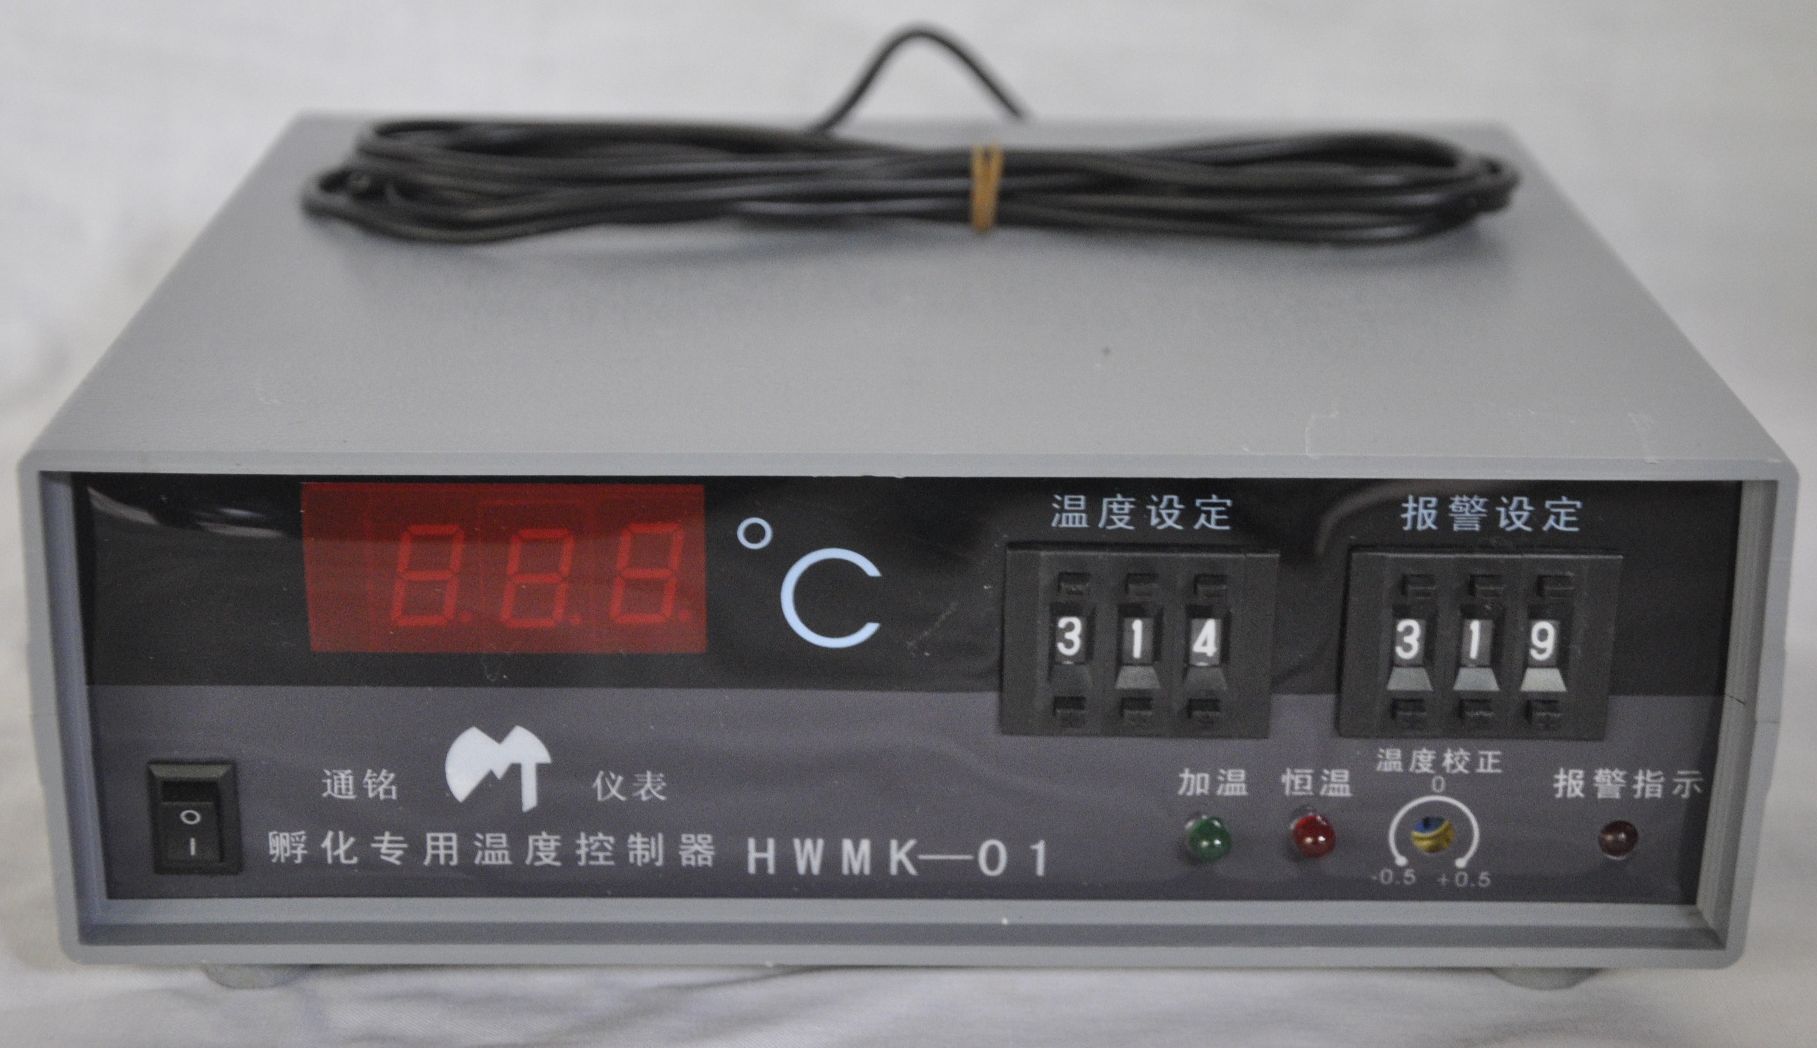 温度设定 报警设定
8.8.8. °C
3 1 4 3 1 9
通铭 MT 仪表
加温 恒温 温度校正 报警指示
0
-0.5 +0.5
孵化专用温度控制器 HWMK—01
O
I